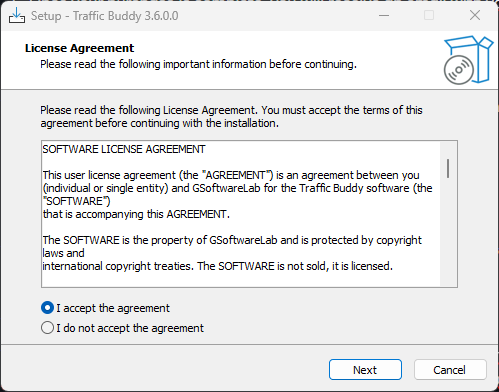 Setup - Traffic Buddy 3.6.0.0
License Agreement
Please read the following important information before continuing.
Please read the following License Agreement. You must accept the terms of this
agreement before continuing with the installation.
SOFTWARE LICENSE AGREEMENT
This user license agreement (the "AGREEMENT") is an agreement between you
(individual or single entity) and GSoftwareLab for the Traffic Buddy software (the
"SOFTWARE")
that is accompanying this AGREEMENT.
The SOFTWARE is the property of GSoftwareLab and is protected by copyright
laws and
international copyright treaties. The SOFTWARE is not sold, it is licensed.
I accept the agreement
I do not accept the agreement
Next
Cancel